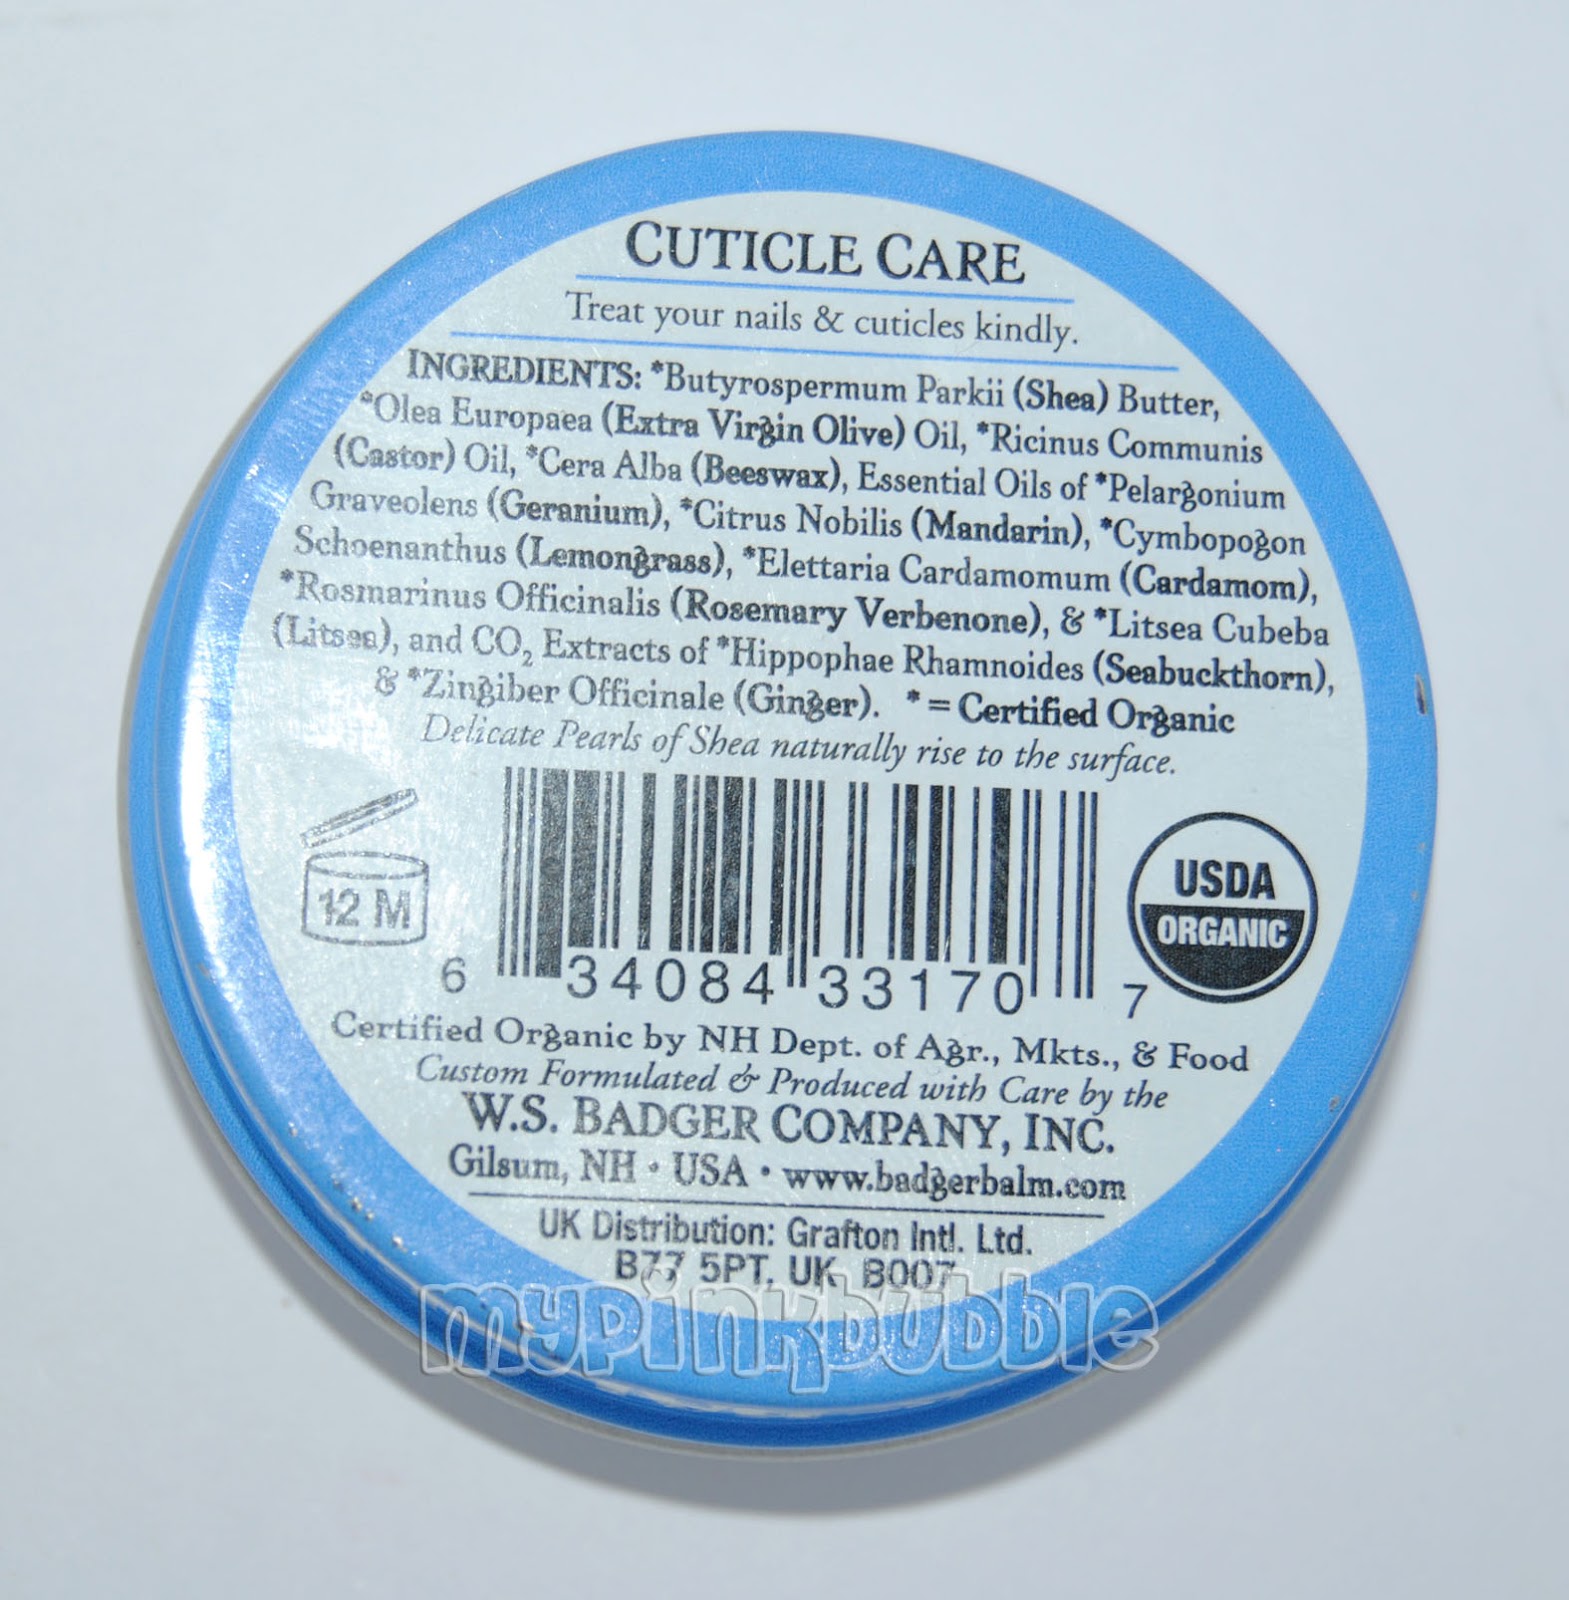 CUTICLE CARE
Treat your nails & cuticles kindly.
INGREDIENTS: *Butyrospermum Parkii (Shea) Butter,
*Olea Europaea (Extra Virgin Olive) Oil, *Ricinus Communis
(Castor) Oil, *Cera Alba (Beeswax), Essential Oils of *Pelargonium
Graveolens (Geranium), *Citrus Nobilis (Mandarin), *Cymbopogon
Schoenanthus (Lemongrass), *Elettaria Cardamomum (Cardamom),
*Rosmarinus Officinalis (Rosemary Verbenone), & *Litsea Cubeba
(Litsea), and CO₂ Extracts of *Hippophae Rhamnoides (Seabuckthorn),
& *Zingiber Officinale (Ginger). * = Certified Organic
Delicate Pearls of Shea naturally rise to the surface.
12 M
USDA
ORGANIC
6 34084 33170 7
Certified Organic by NH Dept. of Agr., Mkts., & Food
Custom Formulated & Produced with Care by the
W.S. BADGER COMPANY, INC.
Gilsum, NH • USA • www.badgerbalm.com
UK Distribution: Grafton Intl. Ltd.
B77 5PT, UK B007
mypinkbubble